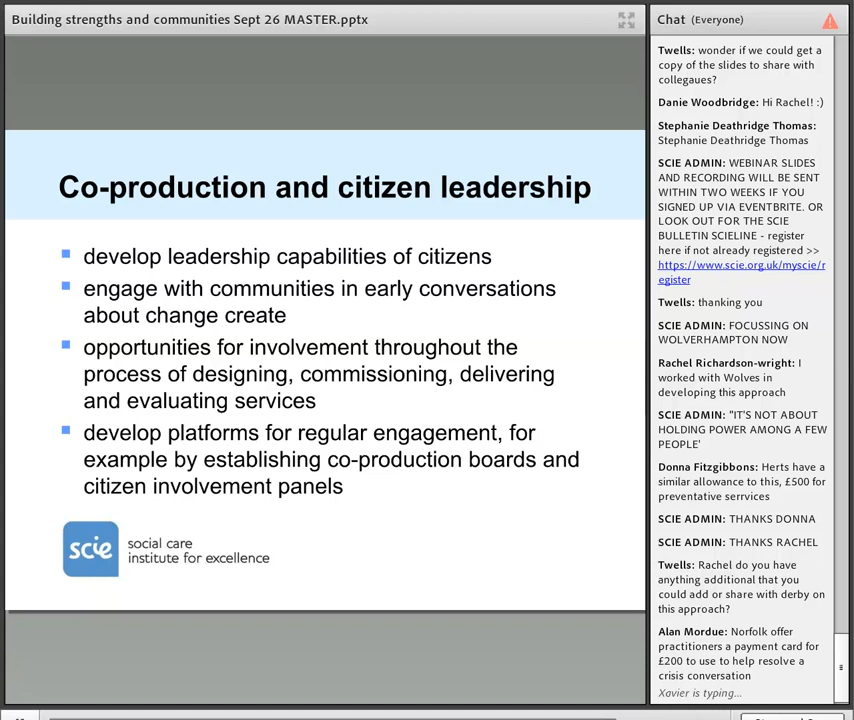 Building strengths and communities Sept 26 MASTER.pptx
Co-production and citizen leadership
develop leadership capabilities of citizens
engage with communities in early conversations
about change create
opportunities for involvement throughout the
process of designing, commissioning, delivering
and evaluating services
develop platforms for regular engagement, for
example by establishing co-production boards and
citizen involvement panels
scie
social care
institute for excellence
Chat (Everyone)
Twells: wonder if we could get a
copy of the slides to share with
collegaues?
Danie Woodbridge: Hi Rachel! :)
Stephanie Deathridge Thomas:
Stephanie Deathridge Thomas
SCIE ADMIN: WEBINAR SLIDES
AND RECORDING WILL BE SENT
WITHIN TWO WEEKS IF YOU
SIGNED UP VIA EVENTBRITE. OR
LOOK OUT FOR THE SCIE
BULLETIN SCIELINE - register
here if not already registered >>
https://www.scie.org.uk/myscie/r
egister
Twells: thanking you
SCIE ADMIN: FOCUSSING ON
WOLVERHAMPTON NOW
Rachel Richardson-wright: I
worked with Wolves in
developing this approach
SCIE ADMIN: "IT'S NOT ABOUT
HOLDING POWER AMONG A FEW
PEOPLE'
Donna Fitzgibbons: Herts have a
similar allowance to this, £500 for
preventative serrvices
SCIE ADMIN: THANKS DONNA
SCIE ADMIN: THANKS RACHEL
Twells: Rachel do you have
anything additional that you
could add or share with derby on
this approach?
Alan Mordue: Norfolk offer
practitioners a payment card for
£200 to use to help resolve a
crisis conversation
Xavier is typing...